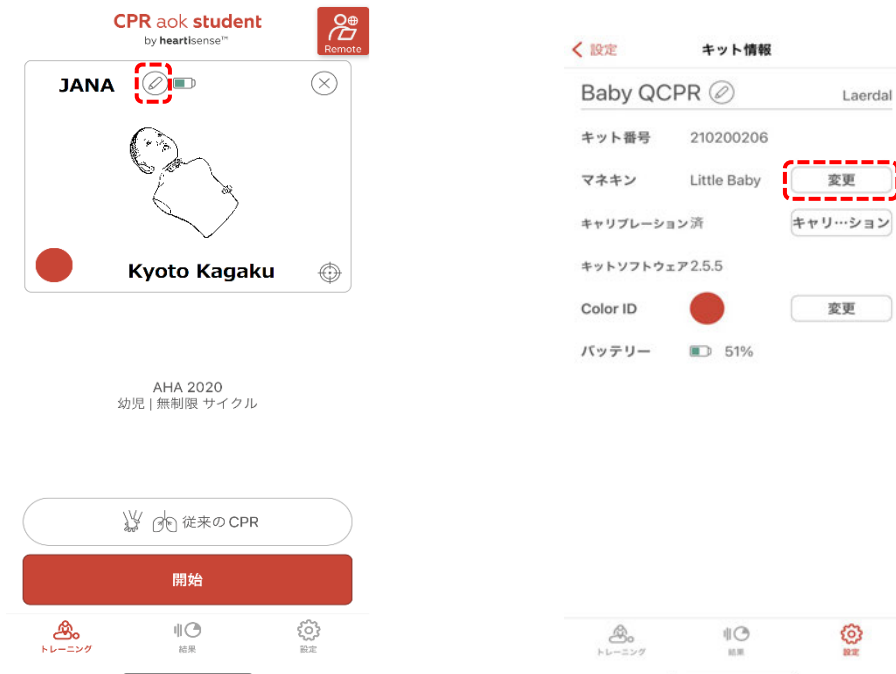 CPR aok student
by heartisense™
Remote
JANA
Kyoto Kagaku
AHA 2020
幼児 | 無制限 サイクル
従来のCPR
開始
トレーニング
結果
設定
設定
キット情報
Baby QCPR
Laerdal
キット番号 210200206
マネキン Little Baby 変更
キャリブレーション済 キャリ…ション
キットソフトウェア2.5.5
Color ID 変更
バッテリー 51%
トレーニング
結果
設定